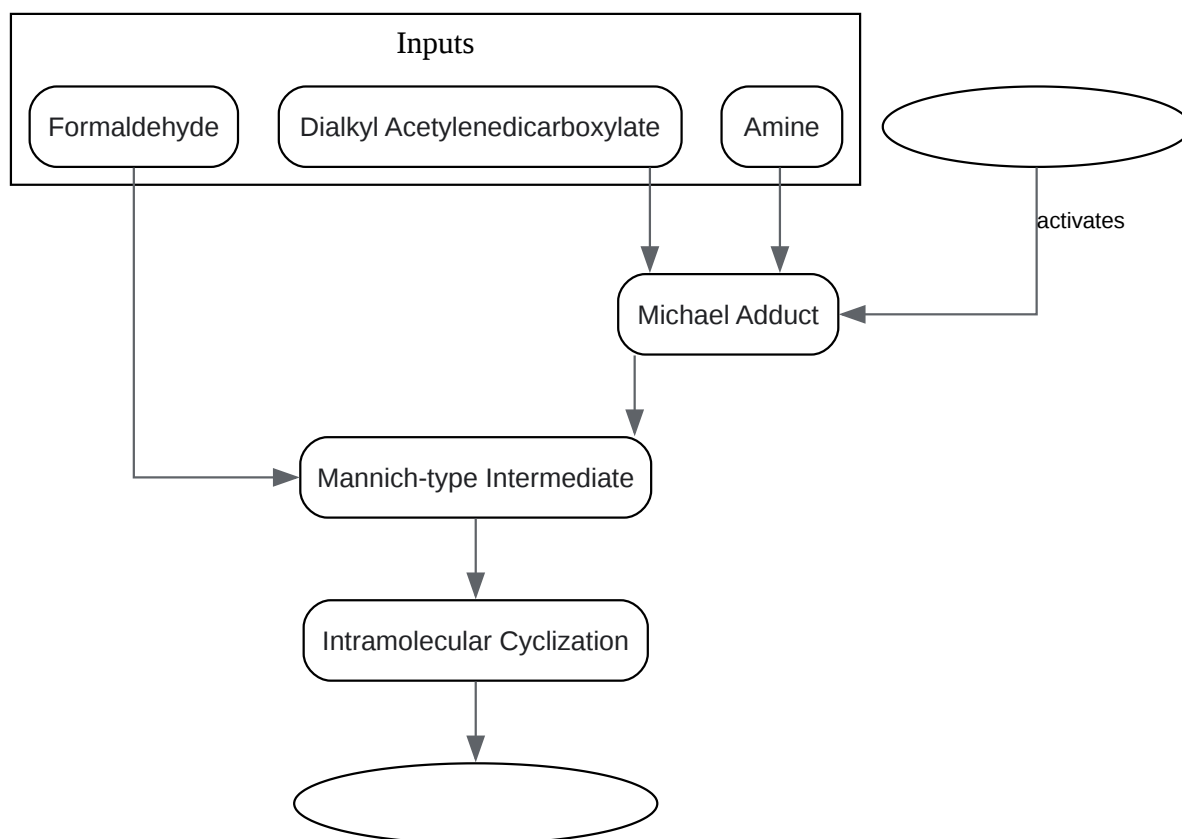 Inputs
Formaldehyde
Dialkyl Acetylenedicarboxylate
Amine
activates
Michael Adduct
Mannich-type Intermediate
Intramolecular Cyclization